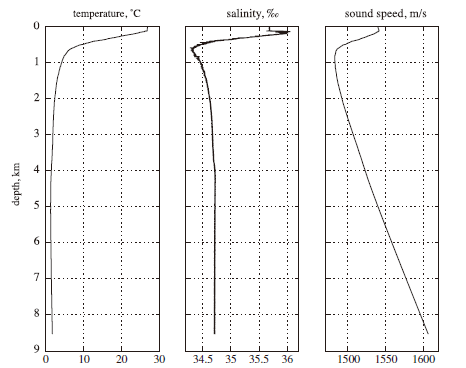 temperature, ˚C
salinity, ‰
sound speed, m/s
depth, km
0
1
2
3
4
5
6
7
8
9
0 10 20 30
34.5 35 35.5 36
1500 1550 1600